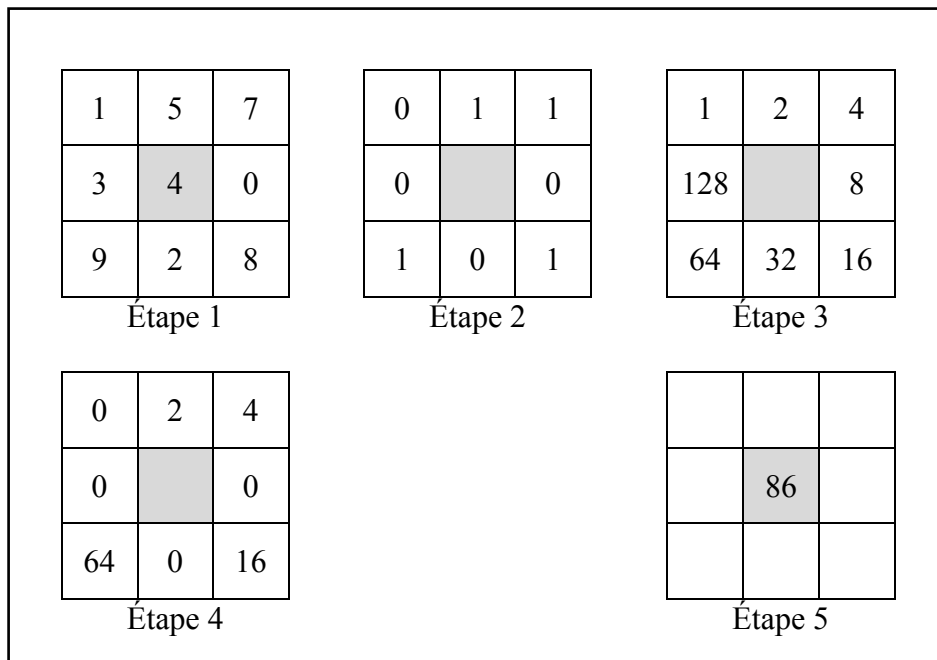 1 5 7
3 4 0
9 2 8
Étape 1
0 1 1
0 0
1 0 1
Étape 2
1 2 4
128 8
64 32 16
Étape 3
0 2 4
0 0
64 0 16
Étape 4
86
Étape 5